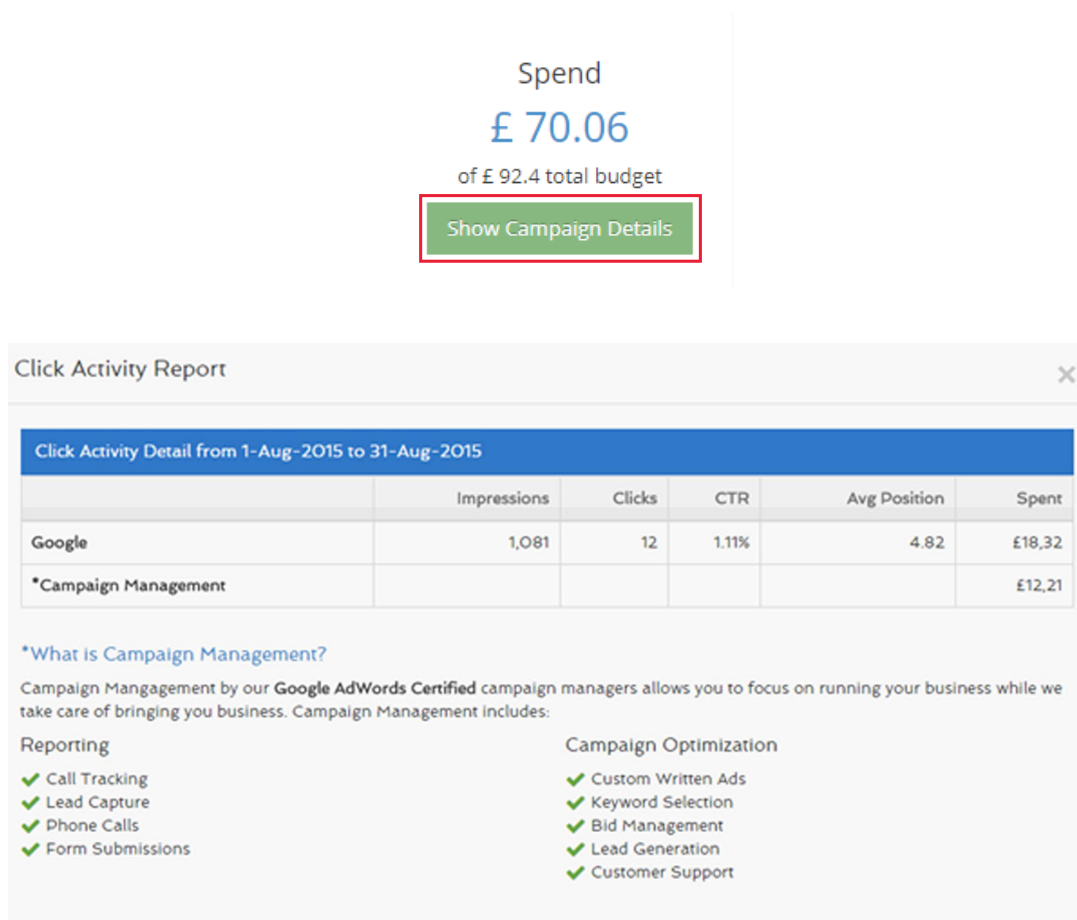 Spend
£ 70.06
of £ 92.4 total budget
Show Campaign Details
Click Activity Report
×
Click Activity Detail from 1-Aug-2015 to 31-Aug-2015
Impressions Clicks CTR Avg Position Spent
Google 1,081 12 1.11% 4.82 £18,32
*Campaign Management £12,21
*What is Campaign Management?
Campaign Mangagement by our Google AdWords Certified campaign managers allows you to focus on running your business while we
take care of bringing you business. Campaign Management includes:
Reporting Campaign Optimization
Call Tracking Custom Written Ads
Lead Capture Keyword Selection
Phone Calls Bid Management
Form Submissions Lead Generation
Customer Support